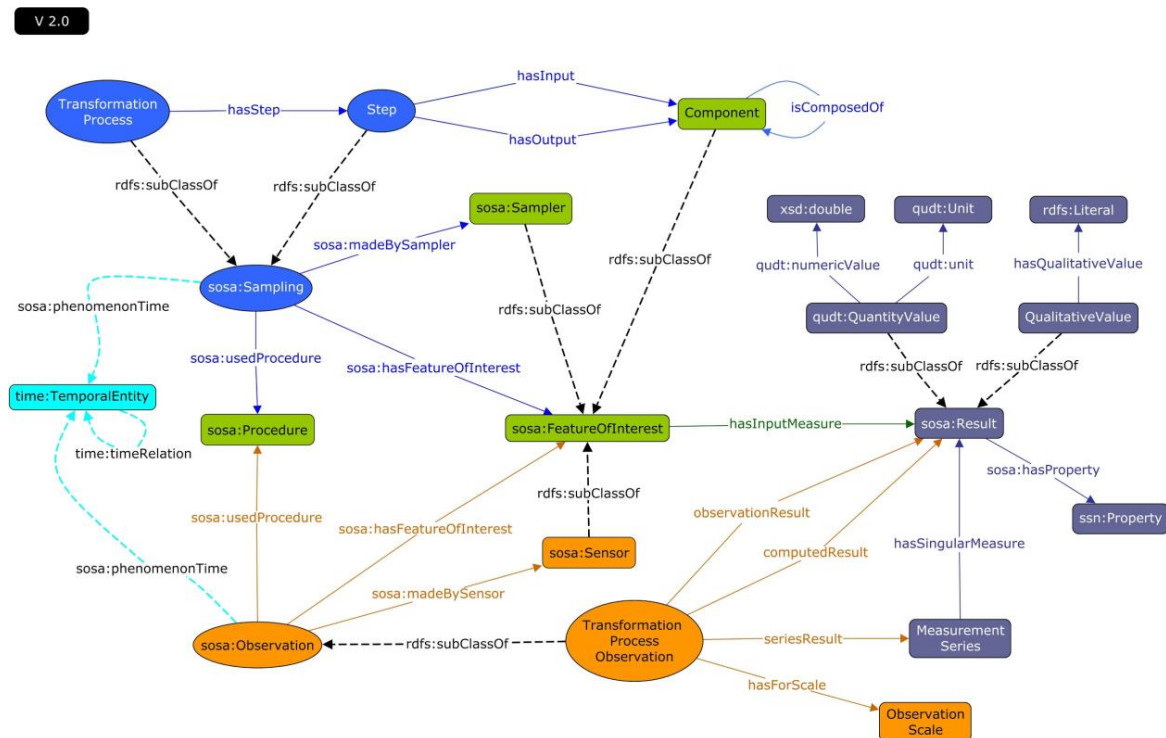 V 2.0
hasInput
Transformation
Process
hasStep
Step
Component
isComposedOf
hasOutput
rdfs:subClassOf
rdfs:subClassOf
sosa:Sampler
xsd:double
qudt:Unit
rdfs:Literal
sosa:madeBySampler
rdfs:subClassOf
qudt:numericValue
qudt:unit
hasQualitativeValue
sosa:Sampling
sosa:phenomenonTime
rdfs:subClassOf
qudt:QuantityValue
QualitativeValue
sosa:usedProcedure
sosa:hasFeatureOfInterest
rdfs:subClassOf
rdfs:subClassOf
time:TemporalEntity
sosa:Procedure
sosa:FeatureOfInterest
hasInputMeasure
sosa:Result
time:timeRelation
sosa:hasProperty
rdfs:subClassOf
sosa:usedProcedure
sosa:hasFeatureOfInterest
observationResult
ssn:Property
sosa:Sensor
computedResult
hasSingularMeasure
sosa:phenomenonTime
sosa:madeBySensor
sosa:Observation
rdfs:subClassOf
Transformation
Process
Observation
seriesResult
Measurement
Series
hasForScale
Observation
Scale